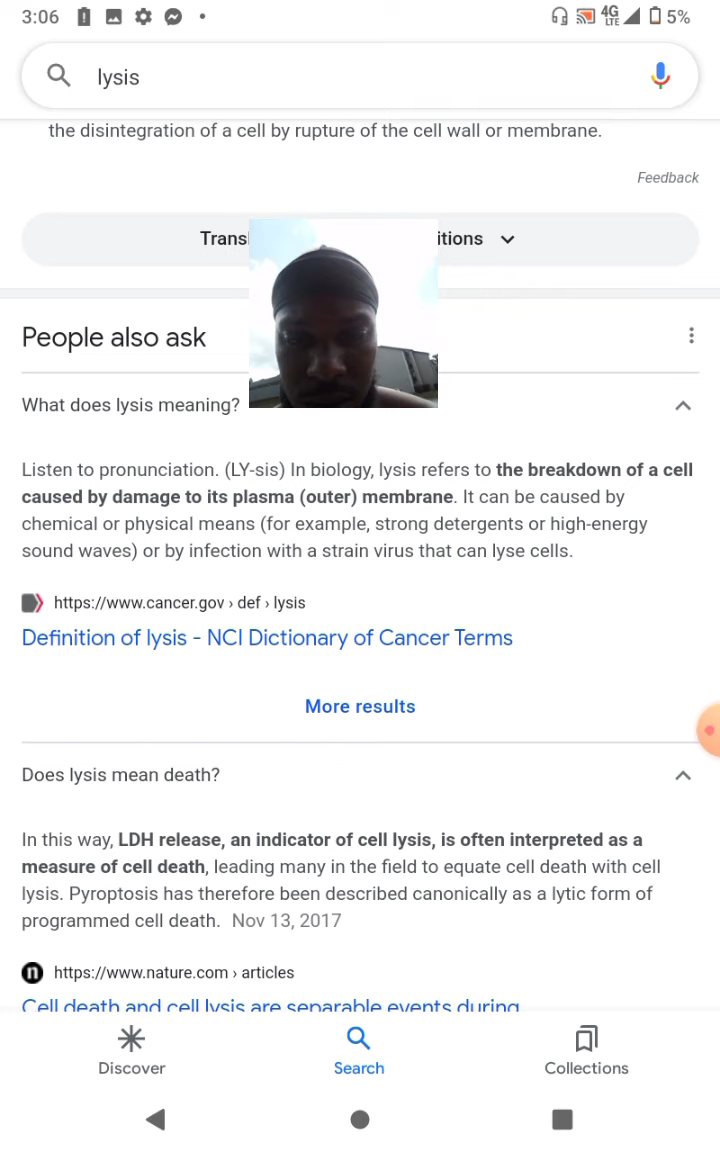 3:06
4G
LTE
5%
lysis
the disintegration of a cell by rupture of the cell wall or membrane.
Feedback
People also ask
What does lysis meaning?
Listen to pronunciation. (LY-sis) In biology, lysis refers to the breakdown of a cell
caused by damage to its plasma (outer) membrane. It can be caused by
chemical or physical means (for example, strong detergents or high-energy
sound waves) or by infection with a strain virus that can lyse cells.
https://www.cancer.gov › def › lysis
Definition of lysis - NCI Dictionary of Cancer Terms
More results
Does lysis mean death?
In this way, LDH release, an indicator of cell lysis, is often interpreted as a
measure of cell death, leading many in the field to equate cell death with cell
lysis. Pyroptosis has therefore been described canonically as a lytic form of
programmed cell death. Nov 13, 2017
n https://www.nature.com › articles
Cell death and cell lysis are separable events during
Discover
Search
Collections